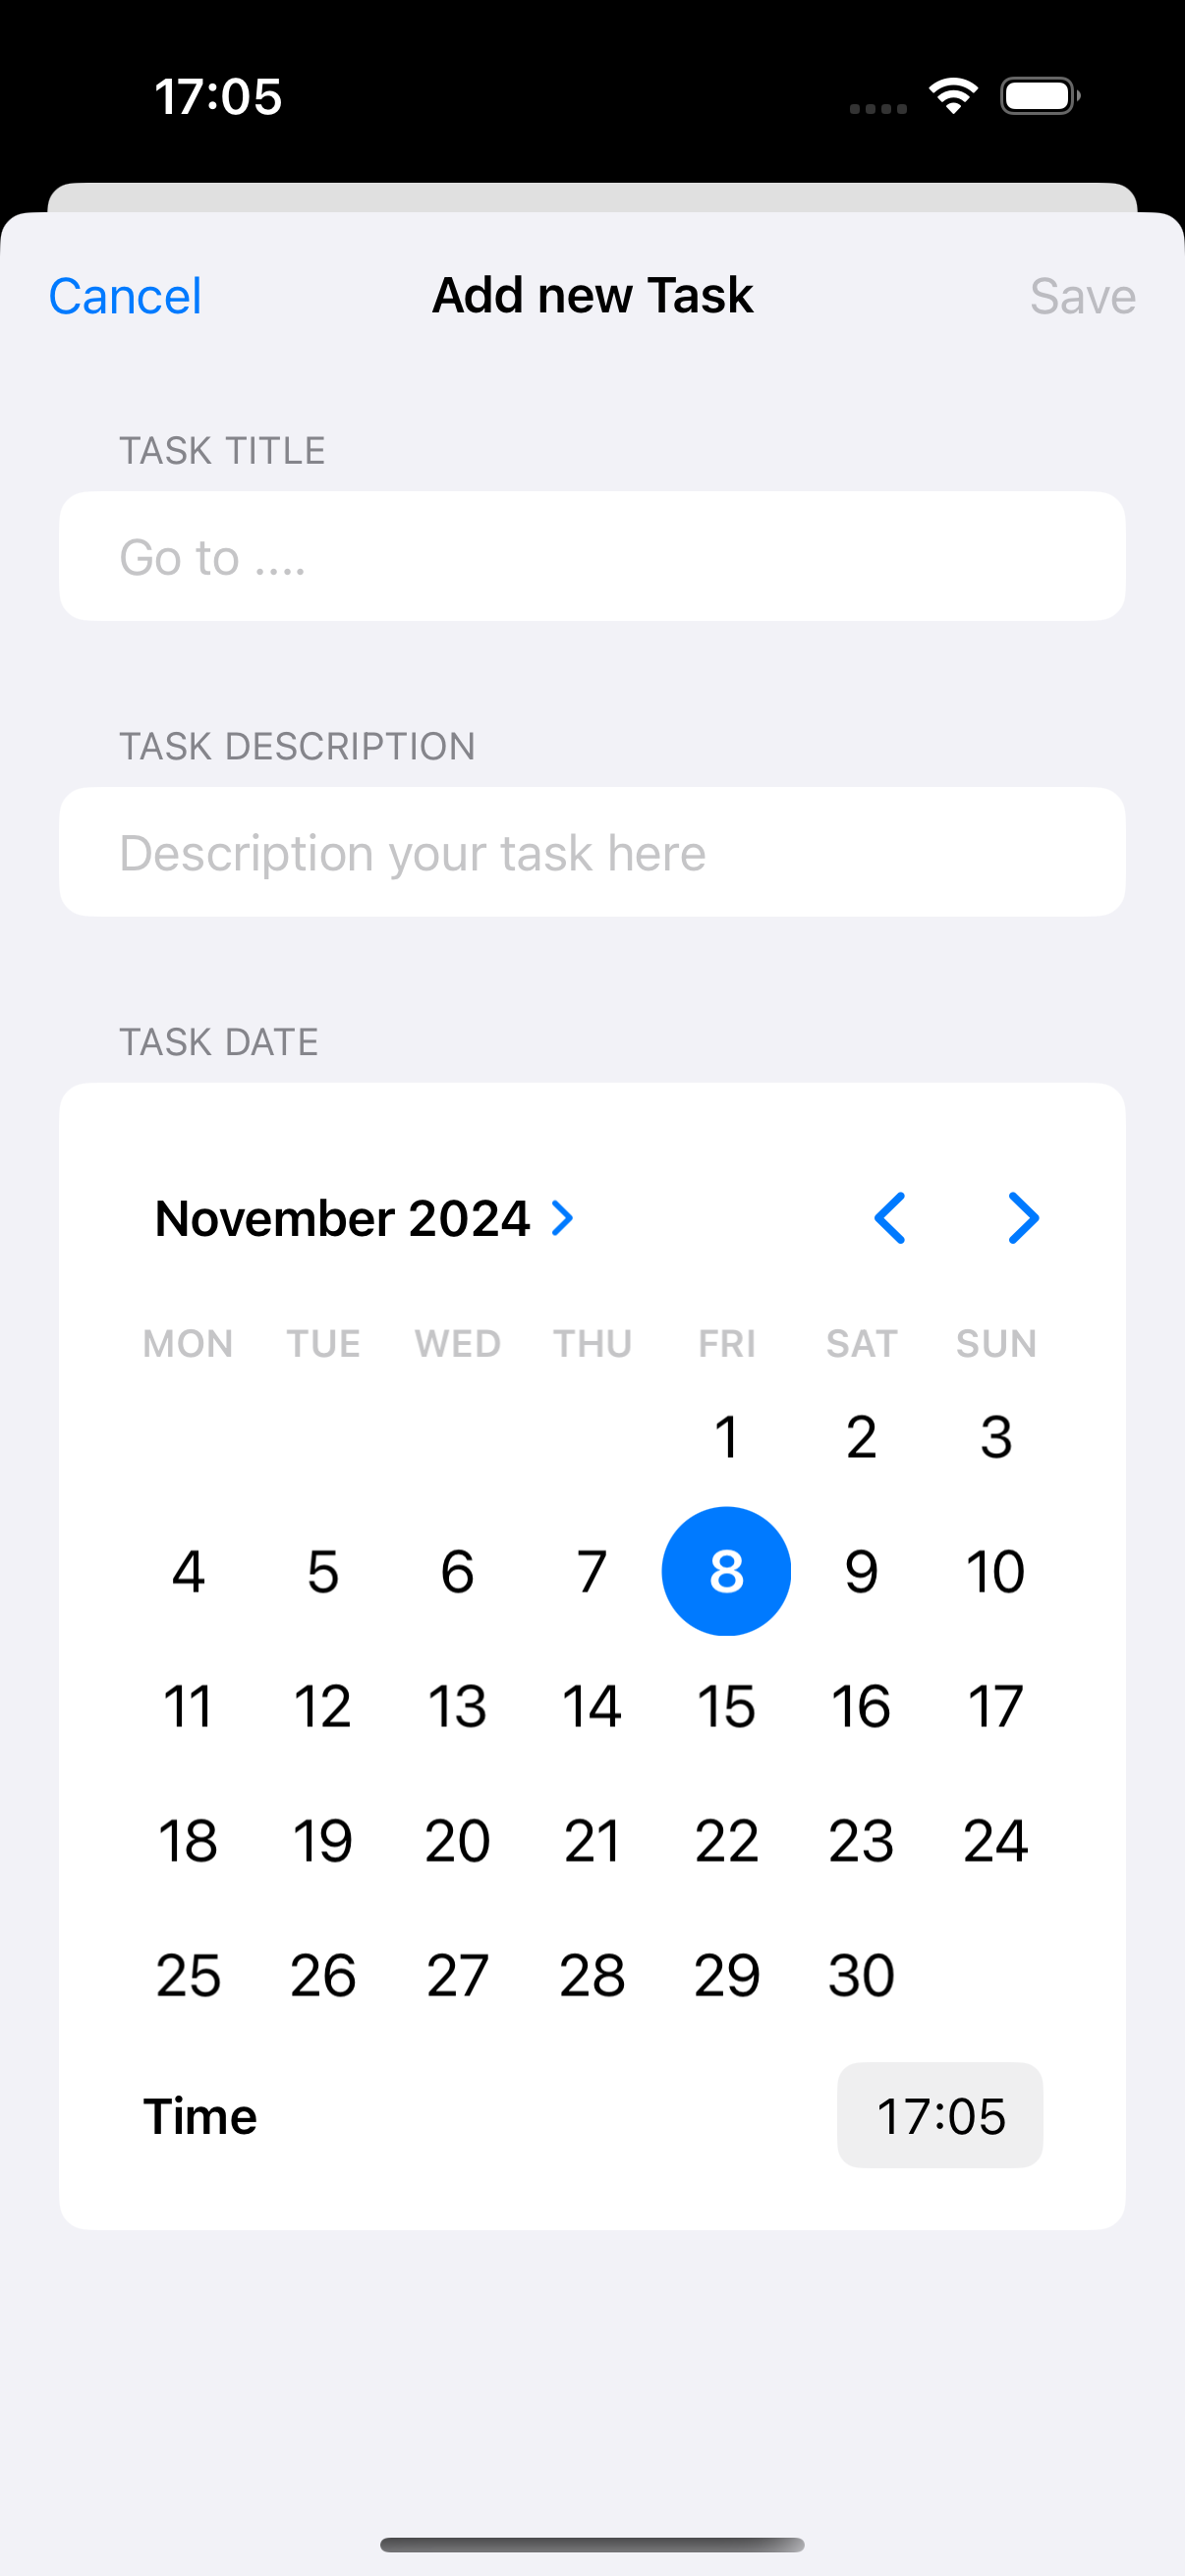 17:05
Cancel Add new Task Save
TASK TITLE
Go to ....
TASK DESCRIPTION
Description your task here
TASK DATE
November 2024
MON TUE WED THU FRI SAT SUN
1 2 3
4 5 6 7 8 9 10
11 12 13 14 15 16 17
18 19 20 21 22 23 24
25 26 27 28 29 30
Time 17:05